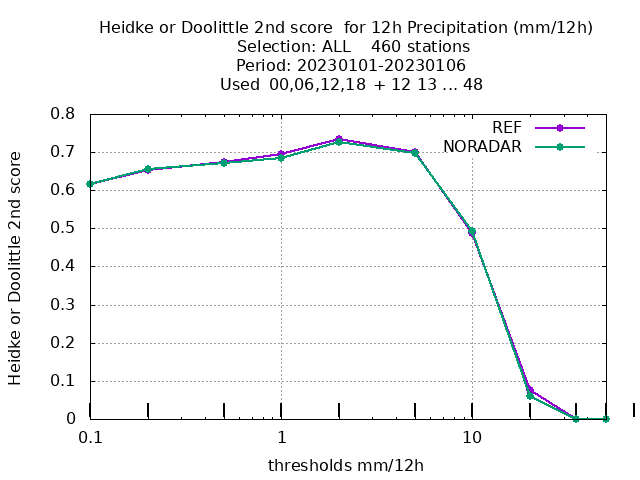 Heidke or Doolittle 2nd score  for 12h Precipitation (mm/12h)
Selection: ALL    460 stations
Period: 20230101-20230106
Used  00,06,12,18  + 12 13 ... 48
REF
NORADAR
0.8
0.7
0.6
0.5
0.4
0.3
0.2
0.1
0
Heidke or Doolittle 2nd score
0.1 1 10
thresholds mm/12h